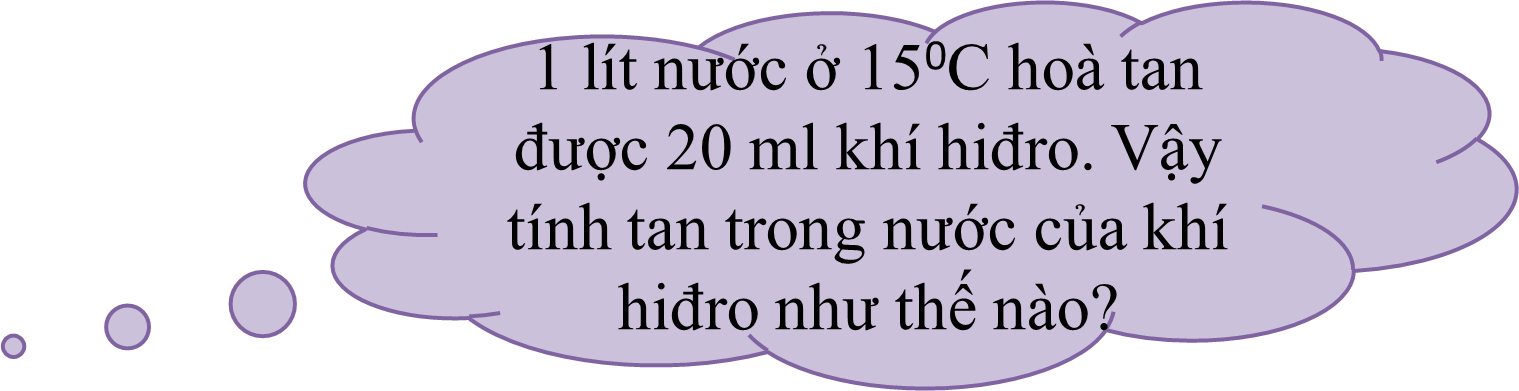 1 lít nước ở 15⁰C hoà tan
được 20 ml khí hiđro. Vậy
tính tan trong nước của khí
hiđro như thế nào?